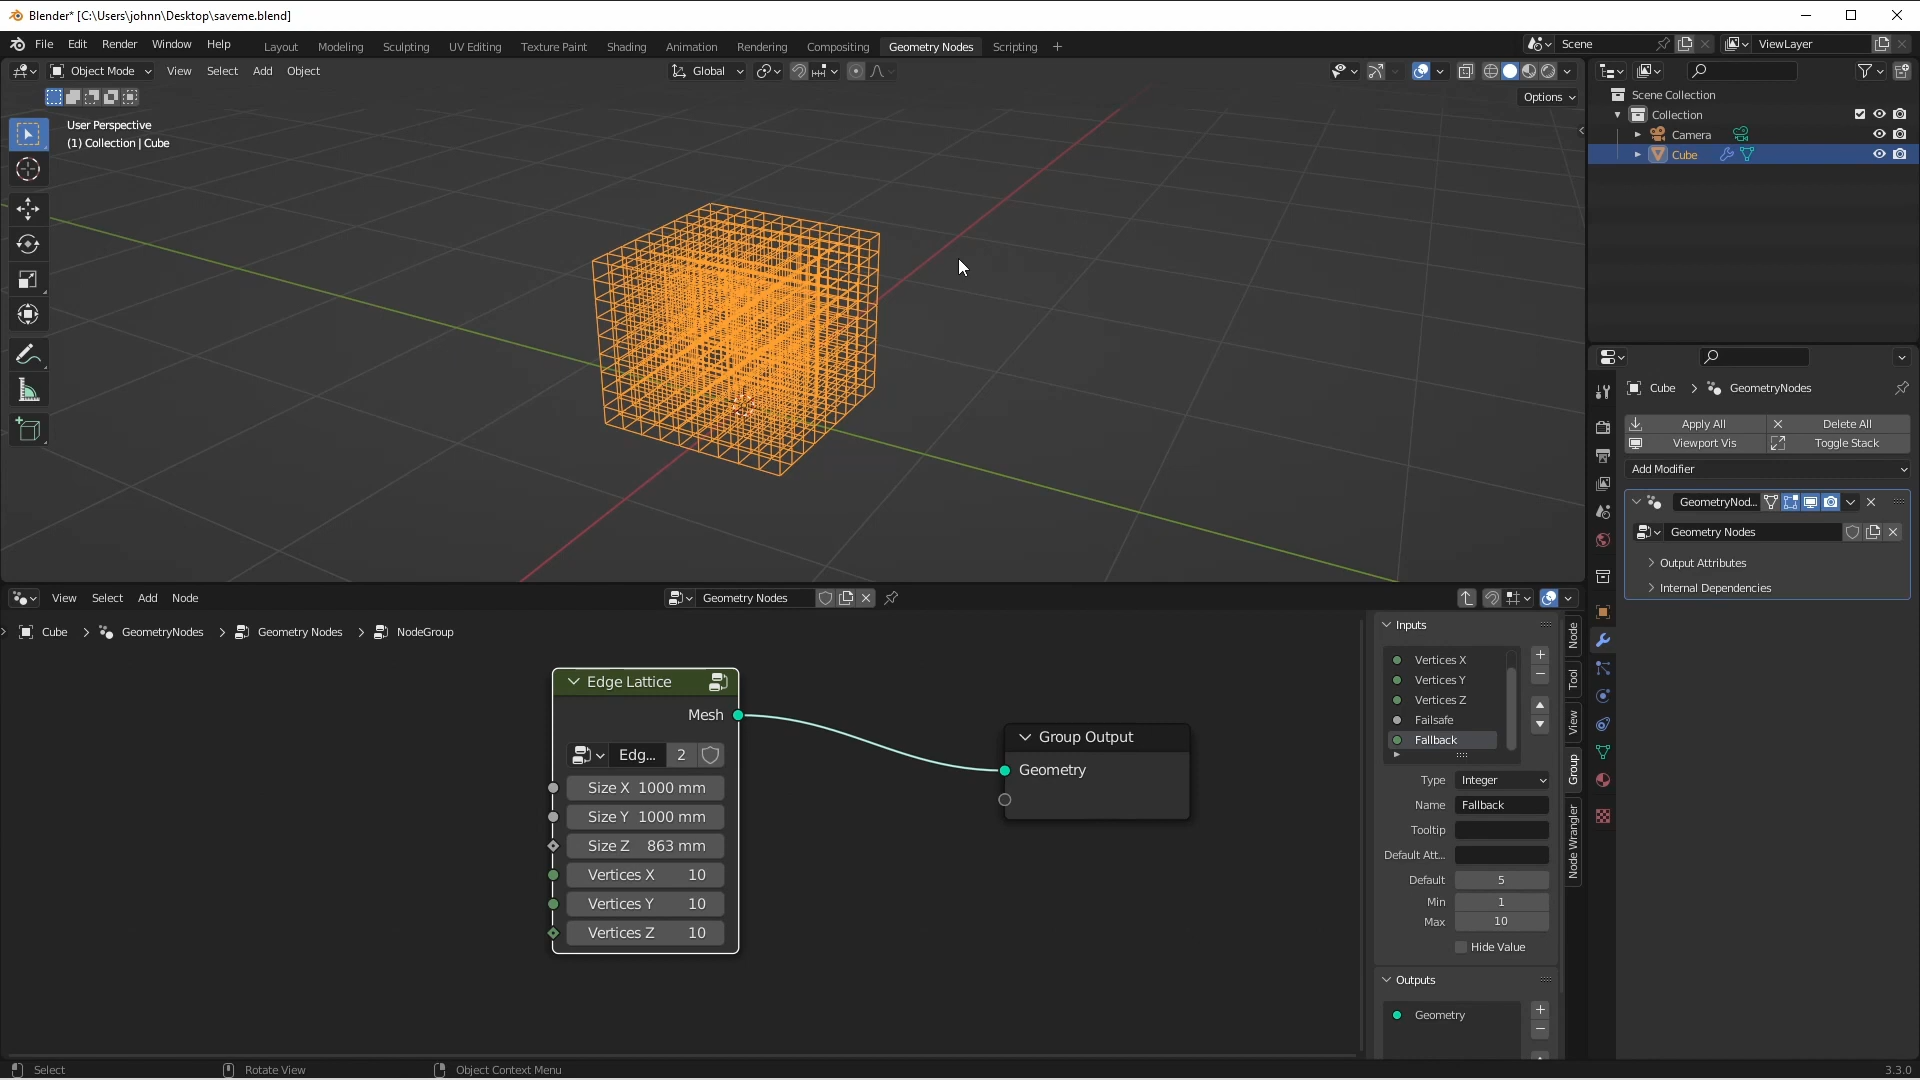 Blender* [C:\Users\johnn\Desktop\saveme.blend]
File Edit Render Window Help
Layout Modeling Sculpting UV Editing Texture Paint Shading Animation Rendering Compositing Geometry Nodes Scripting +
Scene
ViewLayer
Object Mode View Select Add Object
Global
Options
User Perspective
(1) Collection | Cube
Scene Collection
Collection
Camera
Cube
Cube > GeometryNodes
Apply All
Delete All
Viewport Vis
Toggle Stack
Add Modifier
GeometryNod...
Geometry Nodes
Output Attributes
Internal Dependencies
View Select Add Node
Geometry Nodes
Cube > GeometryNodes > Geometry Nodes > NodeGroup
Edge Lattice
Mesh
Edg... 2
Size X 1000 mm
Size Y 1000 mm
Size Z 863 mm
Vertices X 10
Vertices Y 10
Vertices Z 10
Group Output
Geometry
Inputs
Vertices X
Vertices Y
Vertices Z
Failsafe
Fallback
Type Integer
Name Fallback
Tooltip
Default Att...
Default 5
Min 1
Max 10
Hide Value
Outputs
Geometry
Node
Tool
View
Group
Node Wrangler
Select
Rotate View
Object Context Menu
3.3.0